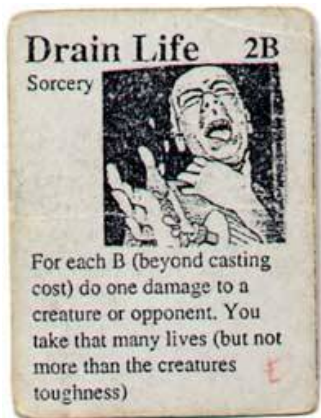 Drain Life 2B
Sorcery
For each B (beyond casting
cost) do one damage to a
creature or opponent. You
take that many lives (but not
more than the creatures
toughness)
E